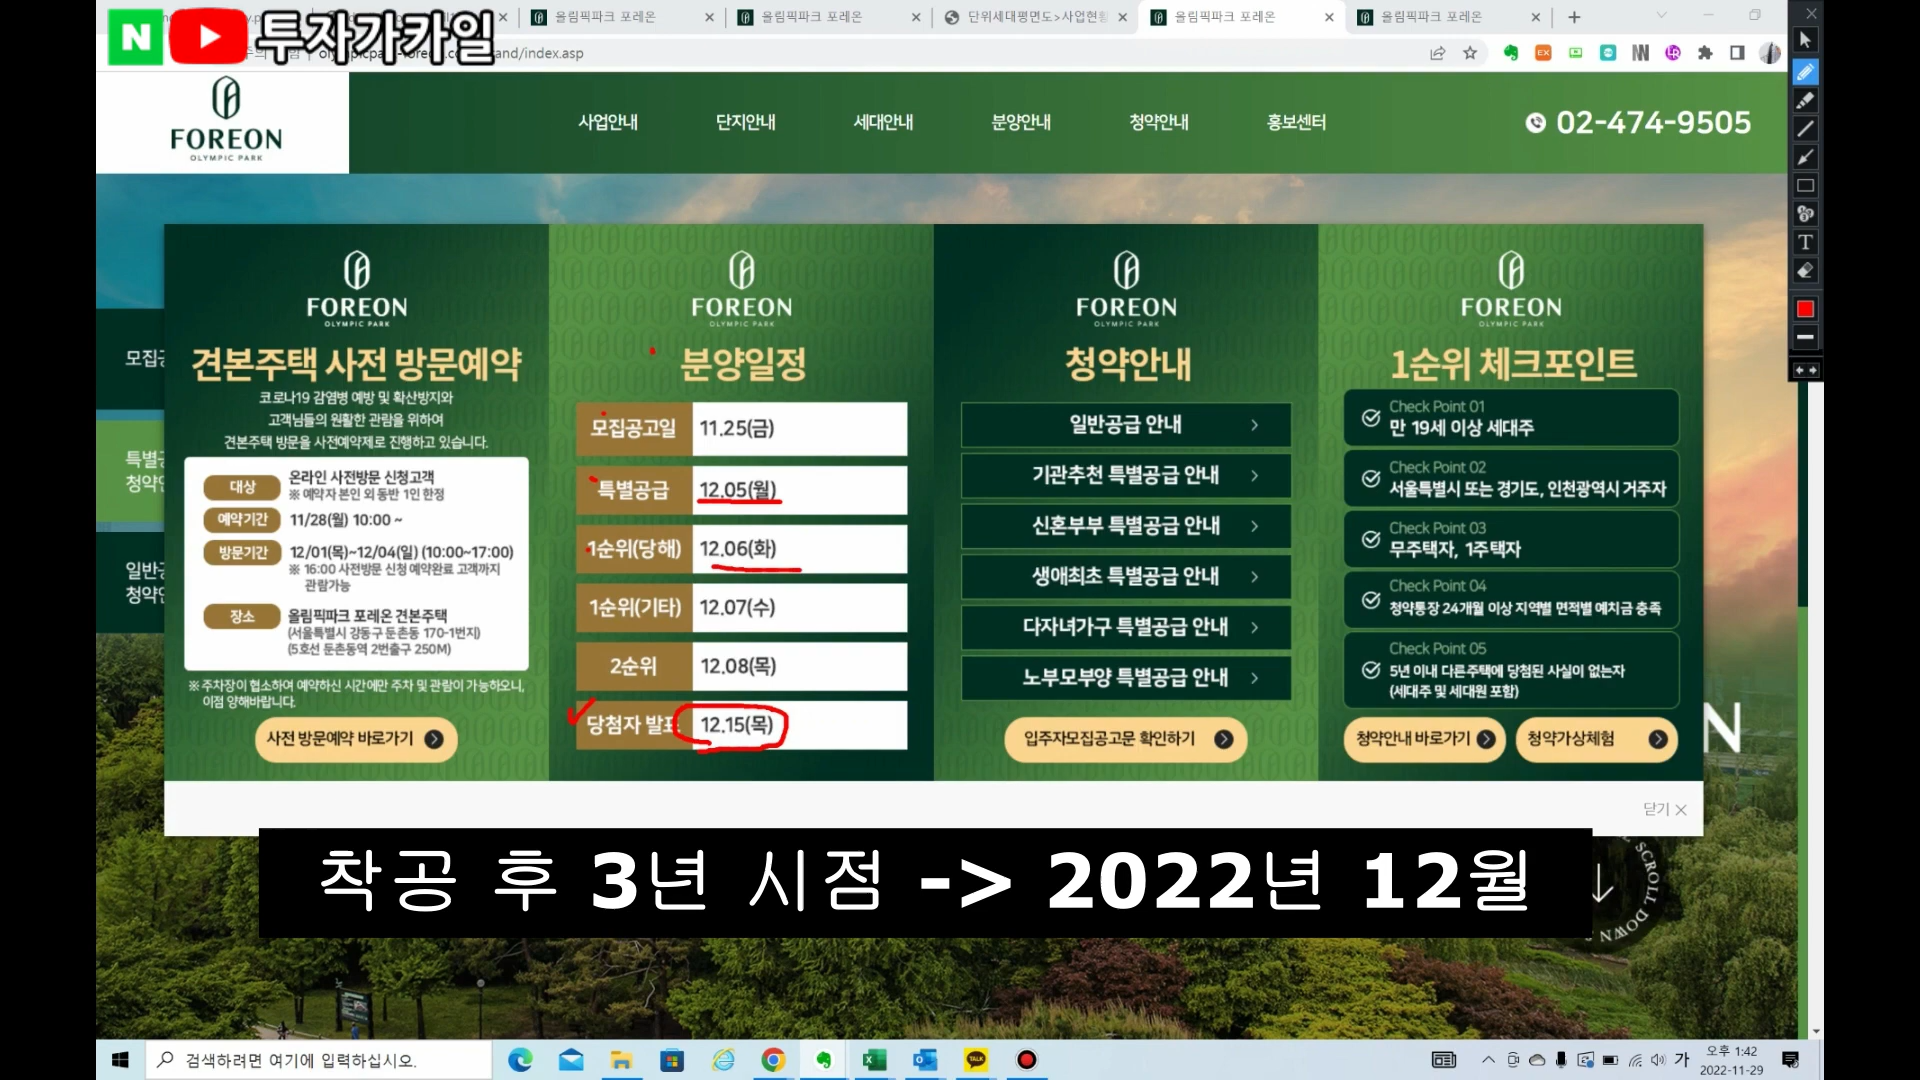 N 투자가카일
올림픽파크 포레온
올림픽파크 포레온
단위세대평면도>사업현황
올림픽파크 포레온
올림픽파크 포레온
and/index.asp
FOREON
OLYMPIC PARK
사업안내
단지안내
세대안내
분양안내
청약안내
홍보센터
02-474-9505
FOREON
OLYMPIC PARK
견본주택 사전 방문예약
코로나19 감염병 예방 및 확산방지와
고객님들의 원활한 관람을 위하여
견본주택 방문을 사전예약제로 진행하고 있습니다.
대상
온라인 사전방문 신청고객
※ 예약자 본인 외 동반 1인 한정
예약기간
11/28(월) 10:00 ~
방문기간
12/01(목)~12/04(일) (10:00~17:00)
※ 16:00 사전방문 신청 예약완료 고객까지
관람가능
장소
올림픽파크 포레온 견본주택
(서울특별시 강동구 둔촌동 170-1번지)
(5호선 둔촌동역 2번출구 250M)
※ 주차장이 협소하여 예약하신 시간에만 주차 및 관람이 가능하오니,
이점 양해바랍니다.
사전 방문예약 바로가기
FOREON
OLYMPIC PARK
분양일정
모집공고일 11.25(금)
특별공급 12.05(월)
1순위(당해) 12.06(화)
1순위(기타) 12.07(수)
2순위 12.08(목)
당첨자 발표 12.15(목)
FOREON
OLYMPIC PARK
청약안내
일반공급 안내
기관추천 특별공급 안내
신혼부부 특별공급 안내
생애최초 특별공급 안내
다자녀가구 특별공급 안내
노부모부양 특별공급 안내
입주자모집공고문 확인하기
FOREON
OLYMPIC PARK
1순위 체크포인트
Check Point 01
만 19세 이상 세대주
Check Point 02
서울특별시 또는 경기도, 인천광역시 거주자
Check Point 03
무주택자, 1주택자
Check Point 04
청약통장 24개월 이상 지역별 면적별 예치금 충족
Check Point 05
5년 이내 다른주택에 당첨된 사실이 없는자
(세대주 및 세대원 포함)
청약안내 바로가기
청약가상체험
N
닫기
SCROLL DOWN
착공 후 3년 시점 -> 2022년 12월
검색하려면 여기에 입력하십시오.
TALK
가
오후 1:42
2022-11-29